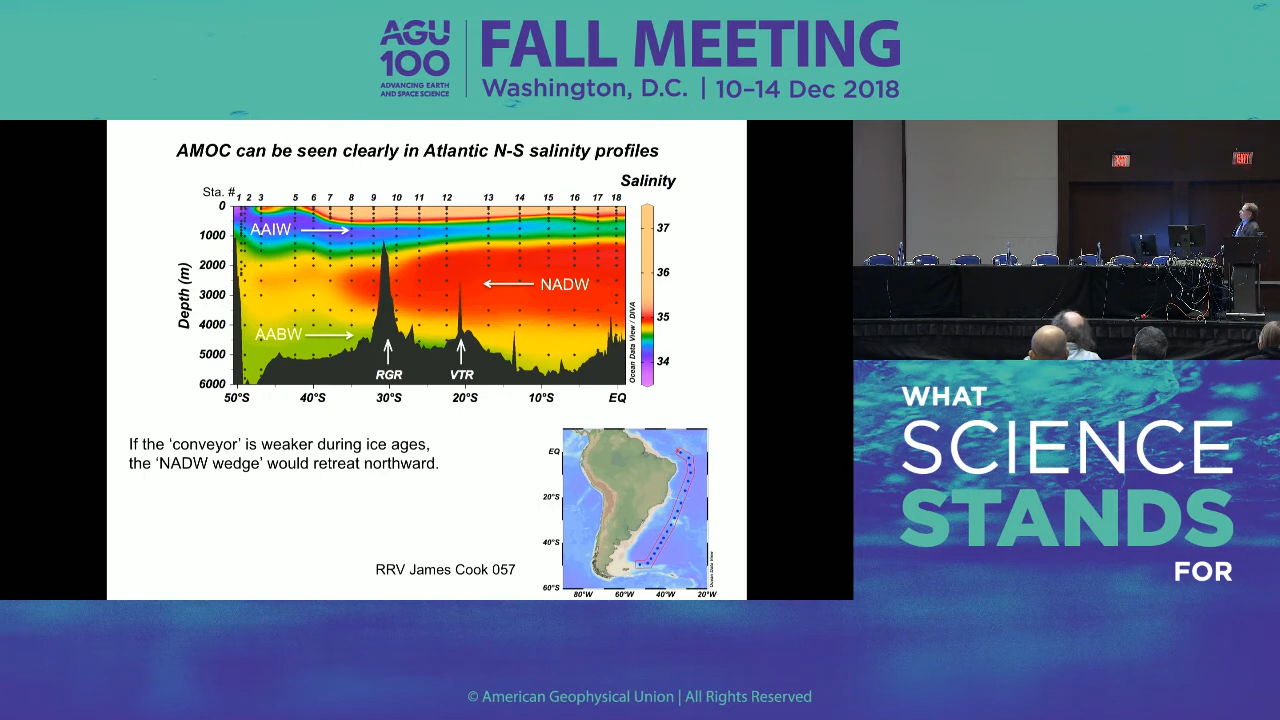 AGU
100
ADVANCING EARTH
AND SPACE SCIENCE
FALL MEETING
Washington, D.C. | 10–14 Dec 2018
AMOC can be seen clearly in Atlantic N-S salinity profiles
Salinity
Sta. #
1 2 3 5 6 7 8 9 10 11 12 13 14 15 16 17 18
0
1000
2000
3000
4000
5000
6000
Depth (m)
AAIW
NADW
AABW
RGR
VTR
50°S 40°S 30°S 20°S 10°S EQ
37
36
35
34
Ocean Data View / DIVA
If the ‘conveyor’ is weaker during ice ages,
the ‘NADW wedge’ would retreat northward.
RRV James Cook 057
EQ
20°S
40°S
60°S
80°W 60°W 40°W 20°W
Ocean Data View
EXIT
WHAT
SCIENCE
STANDS
FOR
© American Geophysical Union | All Rights Reserved